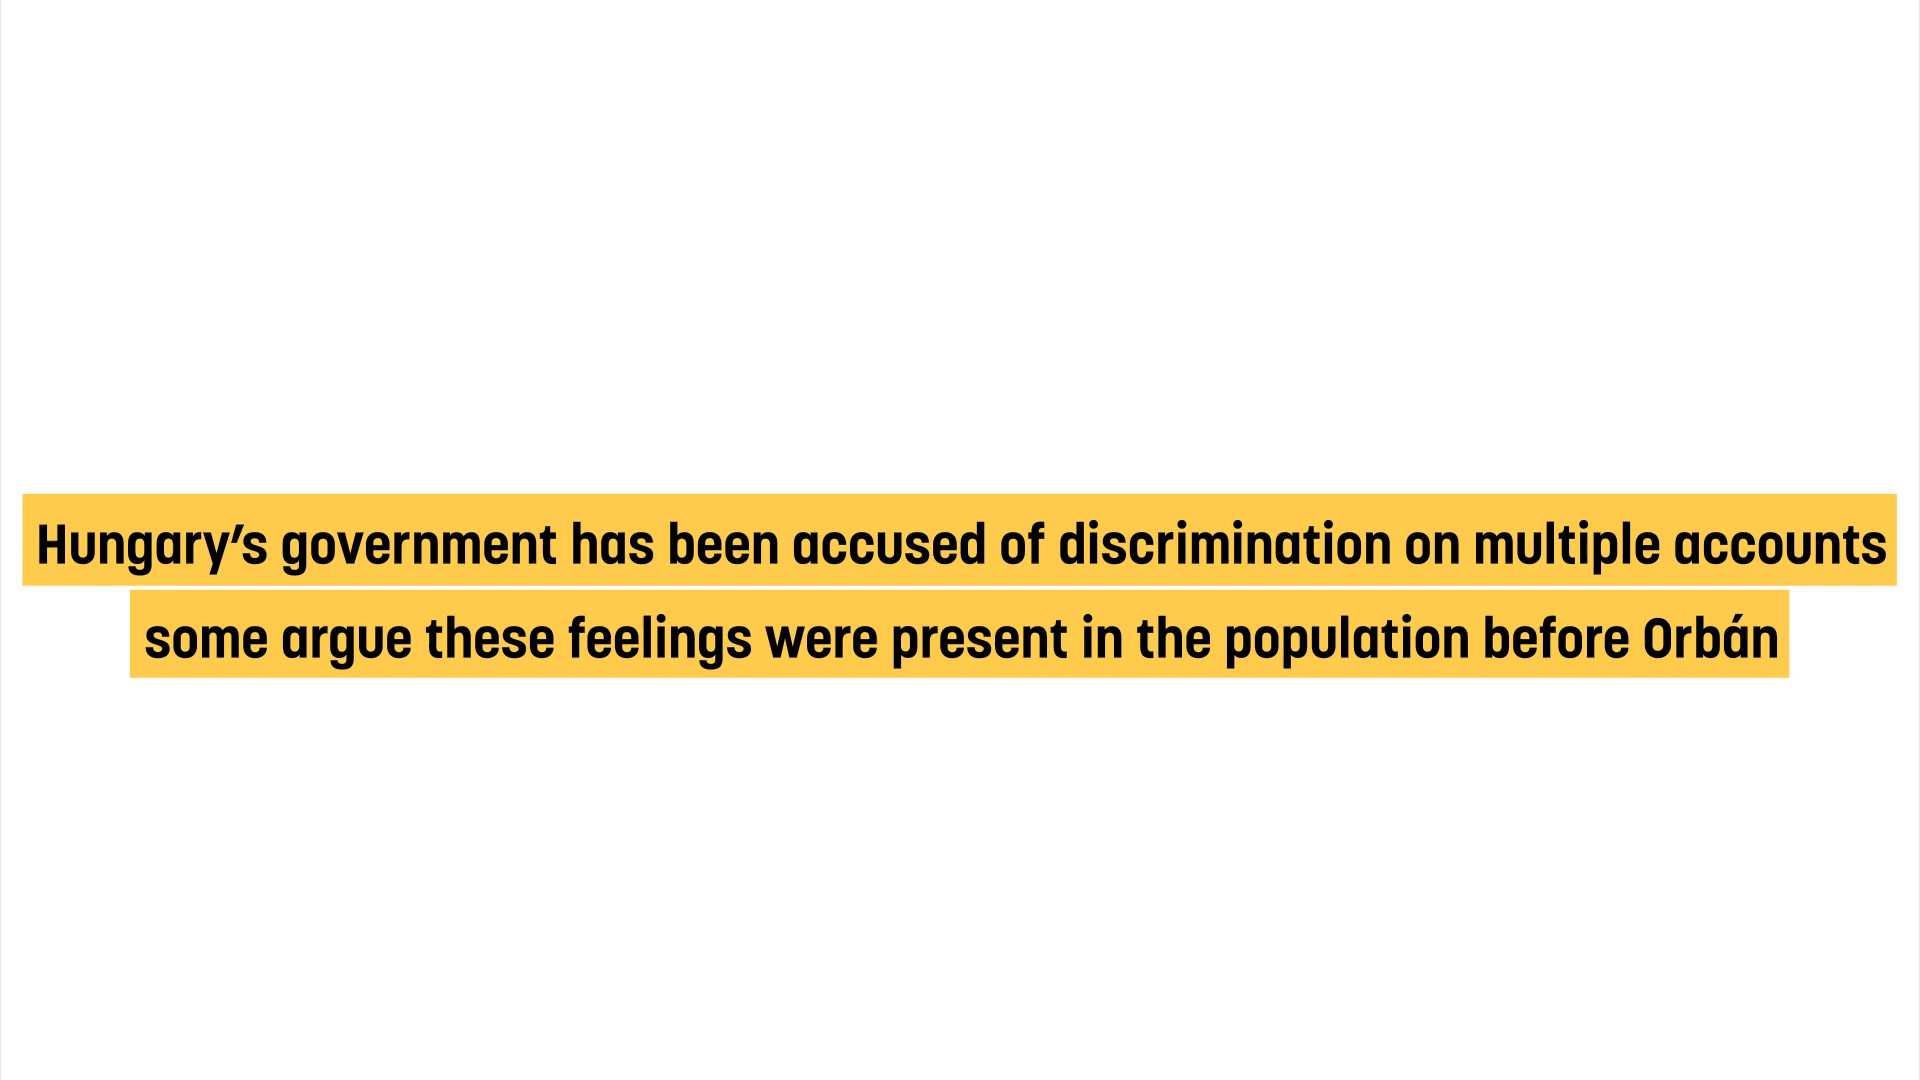 Hungary’s government has been accused of discrimination on multiple accounts
some argue these feelings were present in the population before Orbán